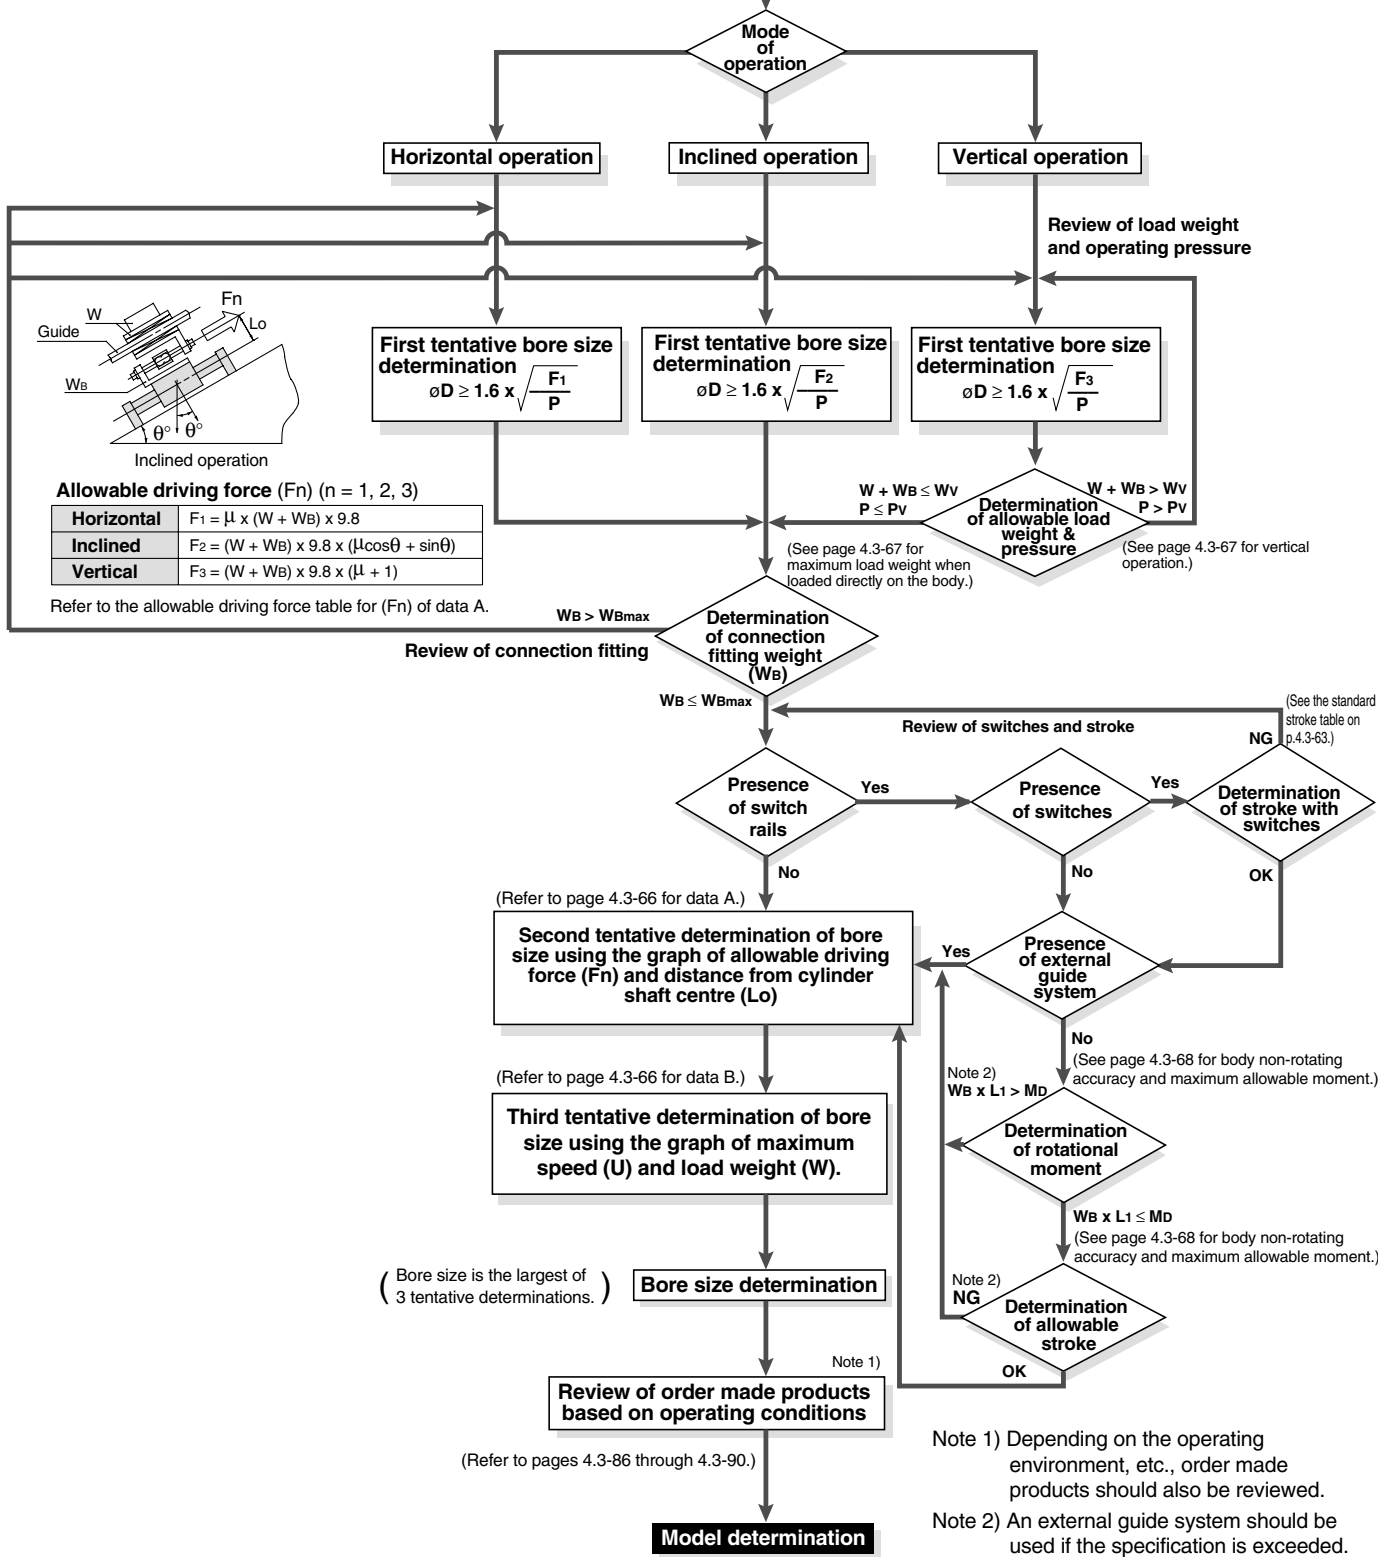 Mode
of
operation
Horizontal operation
Inclined operation
Vertical operation
Review of load weight
and operating pressure
Fn
W
Lo
Guide
WB
θ° θ°
Inclined operation
First tentative bore size
determination
øD ≥ 1.6 x √ F1 / P
First tentative bore size
determination
øD ≥ 1.6 x √ F2 / P
First tentative bore size
determination
øD ≥ 1.6 x √ F3 / P
Allowable driving force (Fn) (n = 1, 2, 3)
Horizontal F1 = μ x (W + WB) x 9.8
Inclined F2 = (W + WB) x 9.8 x (μcosθ + sinθ)
Vertical F3 = (W + WB) x 9.8 x (μ + 1)
Refer to the allowable driving force table for (Fn) of data A.
W + WB ≤ WV
P ≤ PV
W + WB > WV
P > PV
Determination
of allowable load
weight &
pressure
(See page 4.3-67 for
maximum load weight when
loaded directly on the body.)
(See page 4.3-67 for vertical
operation.)
WB > WBmax
Review of connection fitting
Determination
of connection
fitting weight
(WB)
WB ≤ WBmax
Review of switches and stroke
(See the standard
stroke table on
p.4.3-63.)
NG
Presence
of switch
rails
Yes
Presence
of switches
Yes
Determination
of stroke with
switches
No
No
OK
(Refer to page 4.3-66 for data A.)
Second tentative determination of bore
size using the graph of allowable driving
force (Fn) and distance from cylinder
shaft centre (Lo)
Yes
Presence
of external
guide
system
No
(See page 4.3-68 for body non-rotating
accuracy and maximum allowable moment.)
(Refer to page 4.3-66 for data B.)
Note 2)
WB x L1 > MD
Third tentative determination of bore
size using the graph of maximum
speed (U) and load weight (W).
Determination
of rotational
moment
WB x L1 ≤ MD
(See page 4.3-68 for body non-rotating
accuracy and maximum allowable moment.)
( Bore size is the largest of
3 tentative determinations. )
Bore size determination
Note 2)
NG
Determination
of allowable
stroke
OK
Note 1)
Review of order made products
based on operating conditions
(Refer to pages 4.3-86 through 4.3-90.)
Model determination
Note 1) Depending on the operating
environment, etc., order made
products should also be reviewed.
Note 2) An external guide system should be
used if the specification is exceeded.